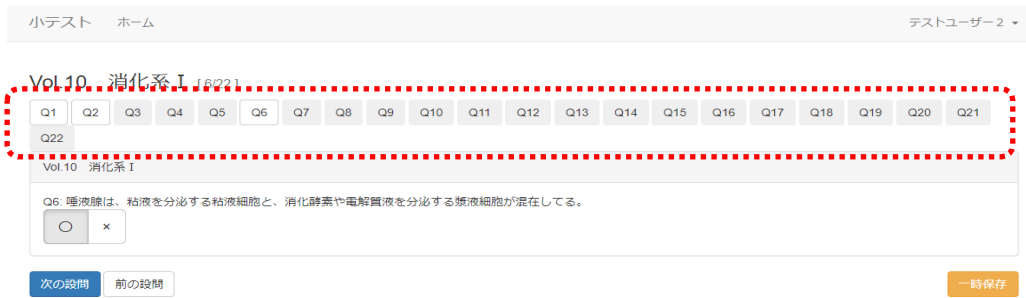 小テスト ホーム テストユーザー2
Vol.10 消化系 I [ 6/22 ]
Q1 Q2 Q3 Q4 Q5 Q6 Q7 Q8 Q9 Q10 Q11 Q12 Q13 Q14 Q15 Q16 Q17 Q18 Q19 Q20 Q21
Q22
Vol.10 消化系 I
Q6: 唾液腺は、粘液を分泌する粘液細胞と、消化酵素や電解質液を分泌する漿液細胞が混在してる。
〇 ×
次の設問 前の設問 一時保存